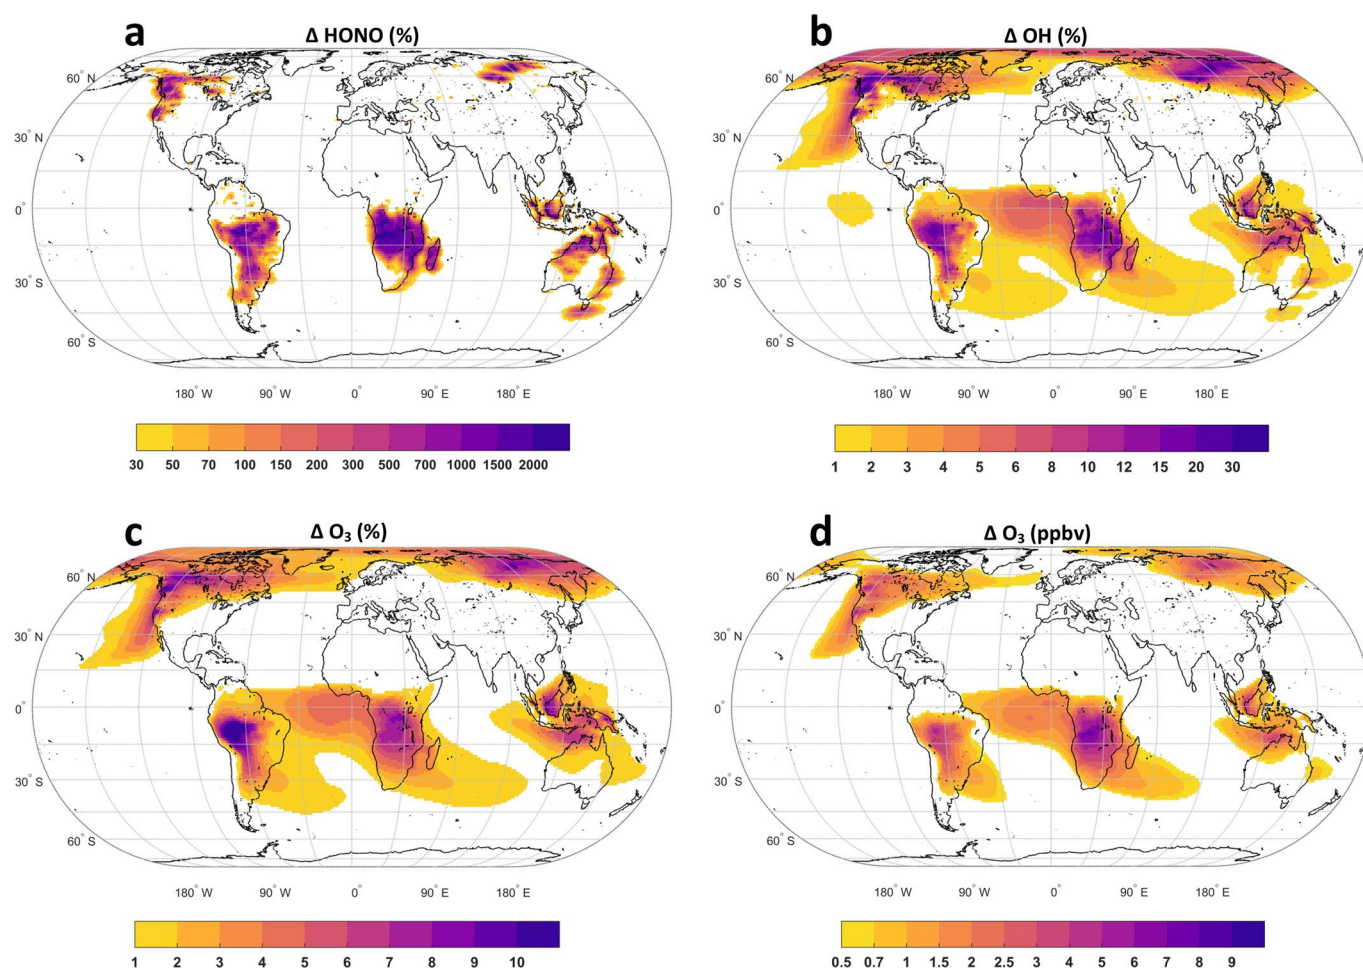 a
Δ HONO (%)
60° N
30° N
0°
30° S
60° S
180° W
90° W
0°
90° E
180° E
30 50 70 100 150 200 300 500 700 1000 1500 2000
b
Δ OH (%)
60° N
30° N
0°
30° S
60° S
180° W
90° W
0°
90° E
180° E
1 2 3 4 5 6 8 10 12 15 20 30
c
Δ O₃ (%)
60° N
30° N
0°
30° S
60° S
180° W
90° W
0°
90° E
180° E
1 2 3 4 5 6 7 8 9 10
d
Δ O₃ (ppbv)
60° N
30° N
0°
30° S
60° S
180° W
90° W
0°
90° E
180° E
0.5 0.7 1 1.5 2 2.5 3 4 5 6 7 8 9